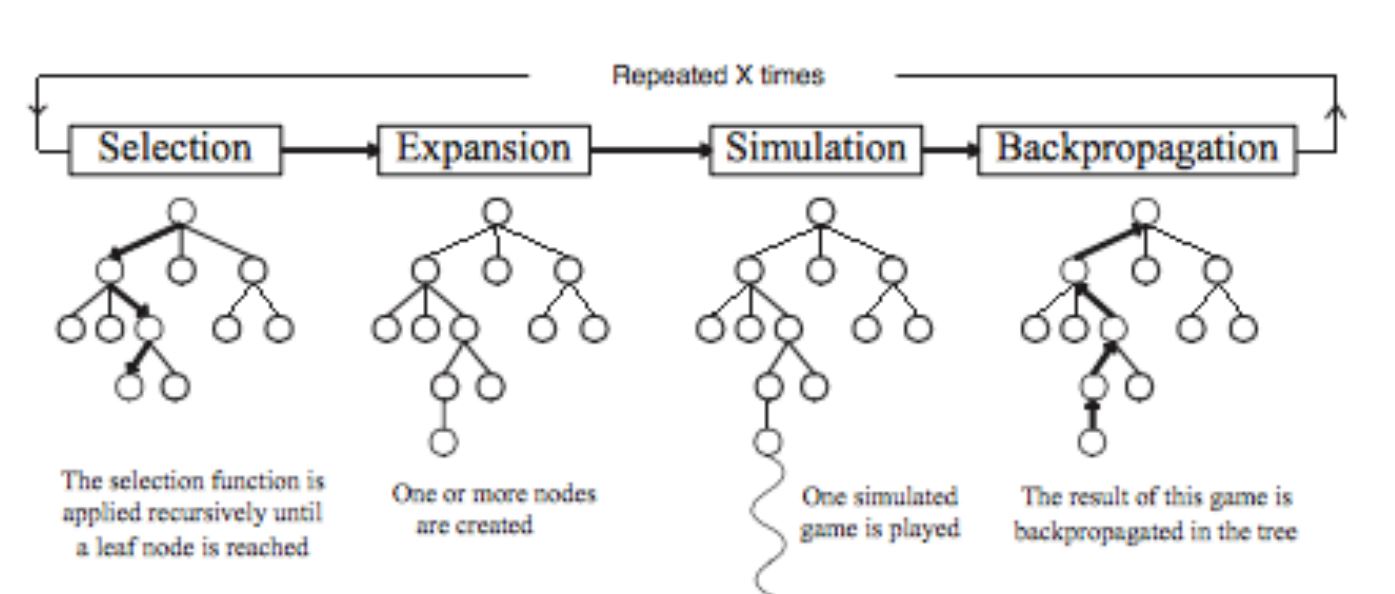 Repeated X times
Selection
Expansion
Simulation
Backpropagation
The selection function is
applied recursively until
a leaf node is reached
One or more nodes
are created
One simulated
game is played
The result of this game is
backpropagated in the tree